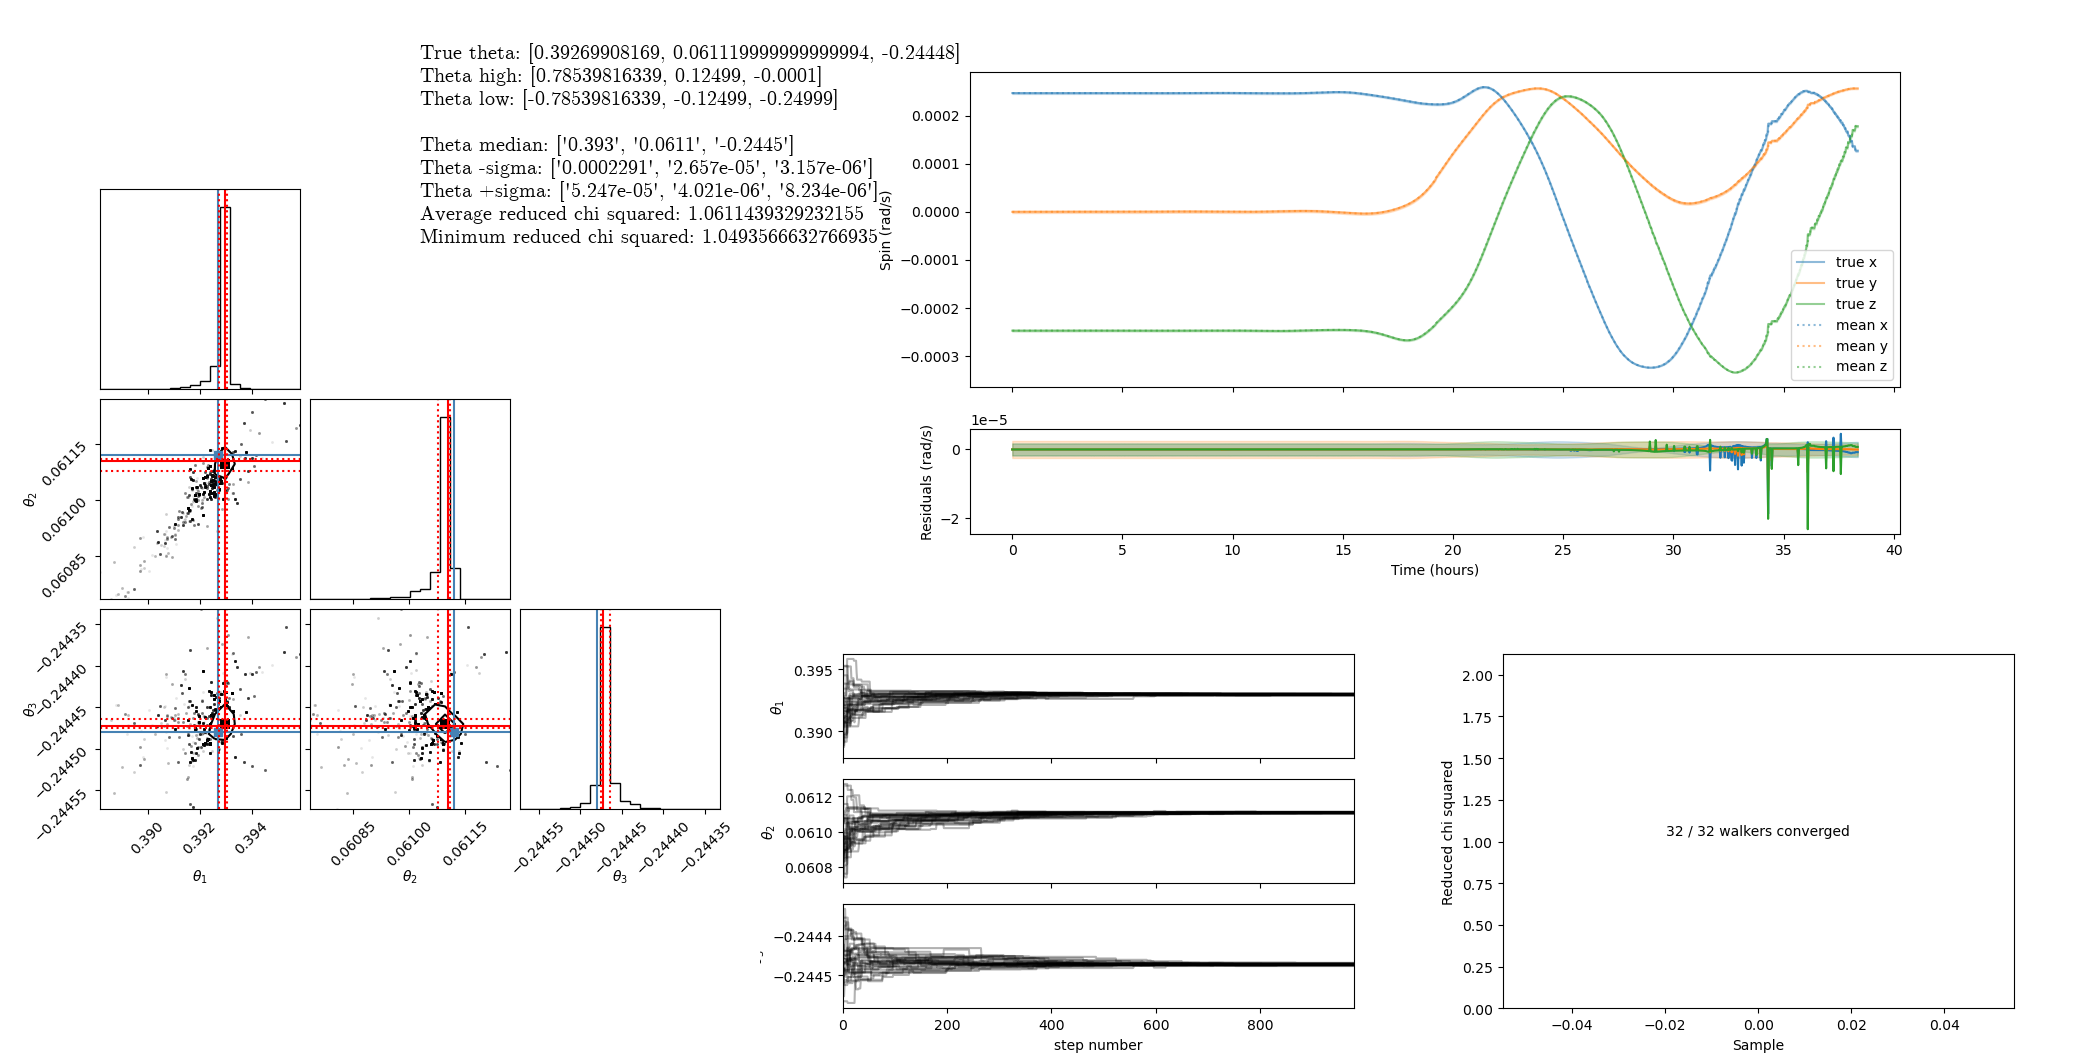 True theta: [0.39269908169, 0.061119999999999994, -0.24448]
Theta high: [0.78539816339, 0.12499, -0.0001]
Theta low: [-0.78539816339, -0.12499, -0.24999]
Theta median: ['0.393', '0.0611', '-0.2445']
Theta -sigma: ['0.0002291', '2.657e-05', '3.157e-06']
Theta +sigma: ['5.247e-05', '4.021e-06', '8.234e-06']
Average reduced chi squared: 1.0611439329232155
Minimum reduced chi squared: 1.0493566632766935
Spin (rad/s)
0.0002
0.0001
0.0000
−0.0001
−0.0002
−0.0003
true x
true y
true z
mean x
mean y
mean z
1e−5
Residuals (rad/s)
0
−2
0 5 10 15 20 25 30 35 40
Time (hours)
θ2
0.06115
0.06100
0.06085
θ3
−0.24435
−0.24440
−0.24445
−0.24450
−0.24455
0.390 0.392 0.394
θ1
0.06085 0.06100 0.06115
θ2
−0.24455 −0.24450 −0.24445 −0.24440 −0.24435
θ3
θ1
0.395
0.390
θ2
0.0612
0.0610
0.0608
−0.2444
−0.2445
0 200 400 600 800
step number
Reduced chi squared
2.00
1.75
1.50
1.25
1.00
0.75
0.50
0.25
0.00
32 / 32 walkers converged
−0.04 −0.02 0.00 0.02 0.04
Sample